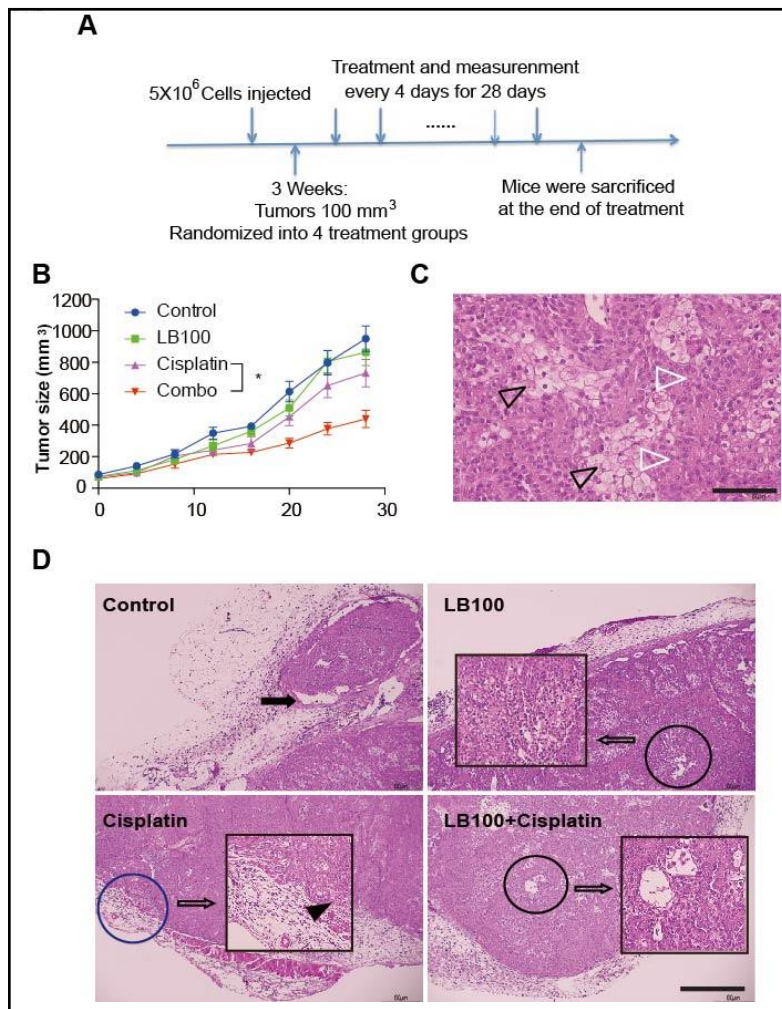 A
Treatment and measurenment
every 4 days for 28 days
5X10⁶ Cells injected
......
3 Weeks:
Tumors 100 mm³
Randomized into 4 treatment groups
Mice were sarcrificed
at the end of treatment
B
Tumor size (mm³)
1200
1000
800
600
400
200
0
0
10
20
30
Control
LB100
Cisplatin
Combo
*
C
D
Control
LB100
Cisplatin
LB100+Cisplatin